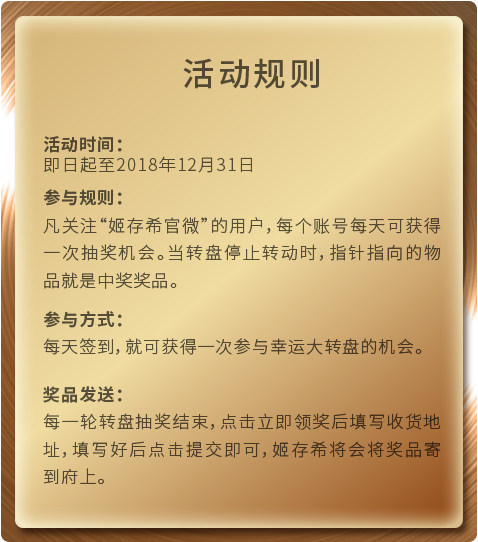 活动规则
活动时间：
即日起至2018年12月31日
参与规则：
凡关注“姬存希官微”的用户，每个账号每天可获得
一次抽奖机会。当转盘停止转动时，指针指向的物
品就是中奖奖品。
参与方式：
每天签到，就可获得一次参与幸运大转盘的机会。
奖品发送：
每一轮转盘抽奖结束，点击立即领奖后填写收货地
址，填写好后点击提交即可，姬存希将会将奖品寄
到府上。